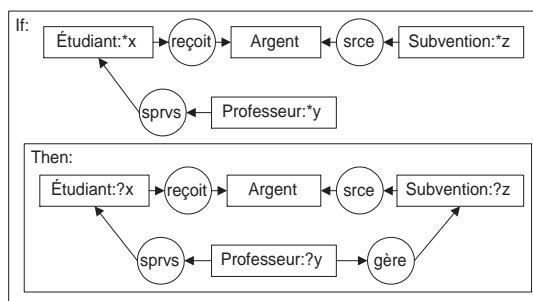 If:
Étudiant:*x reçoit Argent srce Subvention:*z
sprvs Professeur:*y
Then:
Étudiant:?x reçoit Argent srce Subvention:?z
sprvs Professeur:?y gère